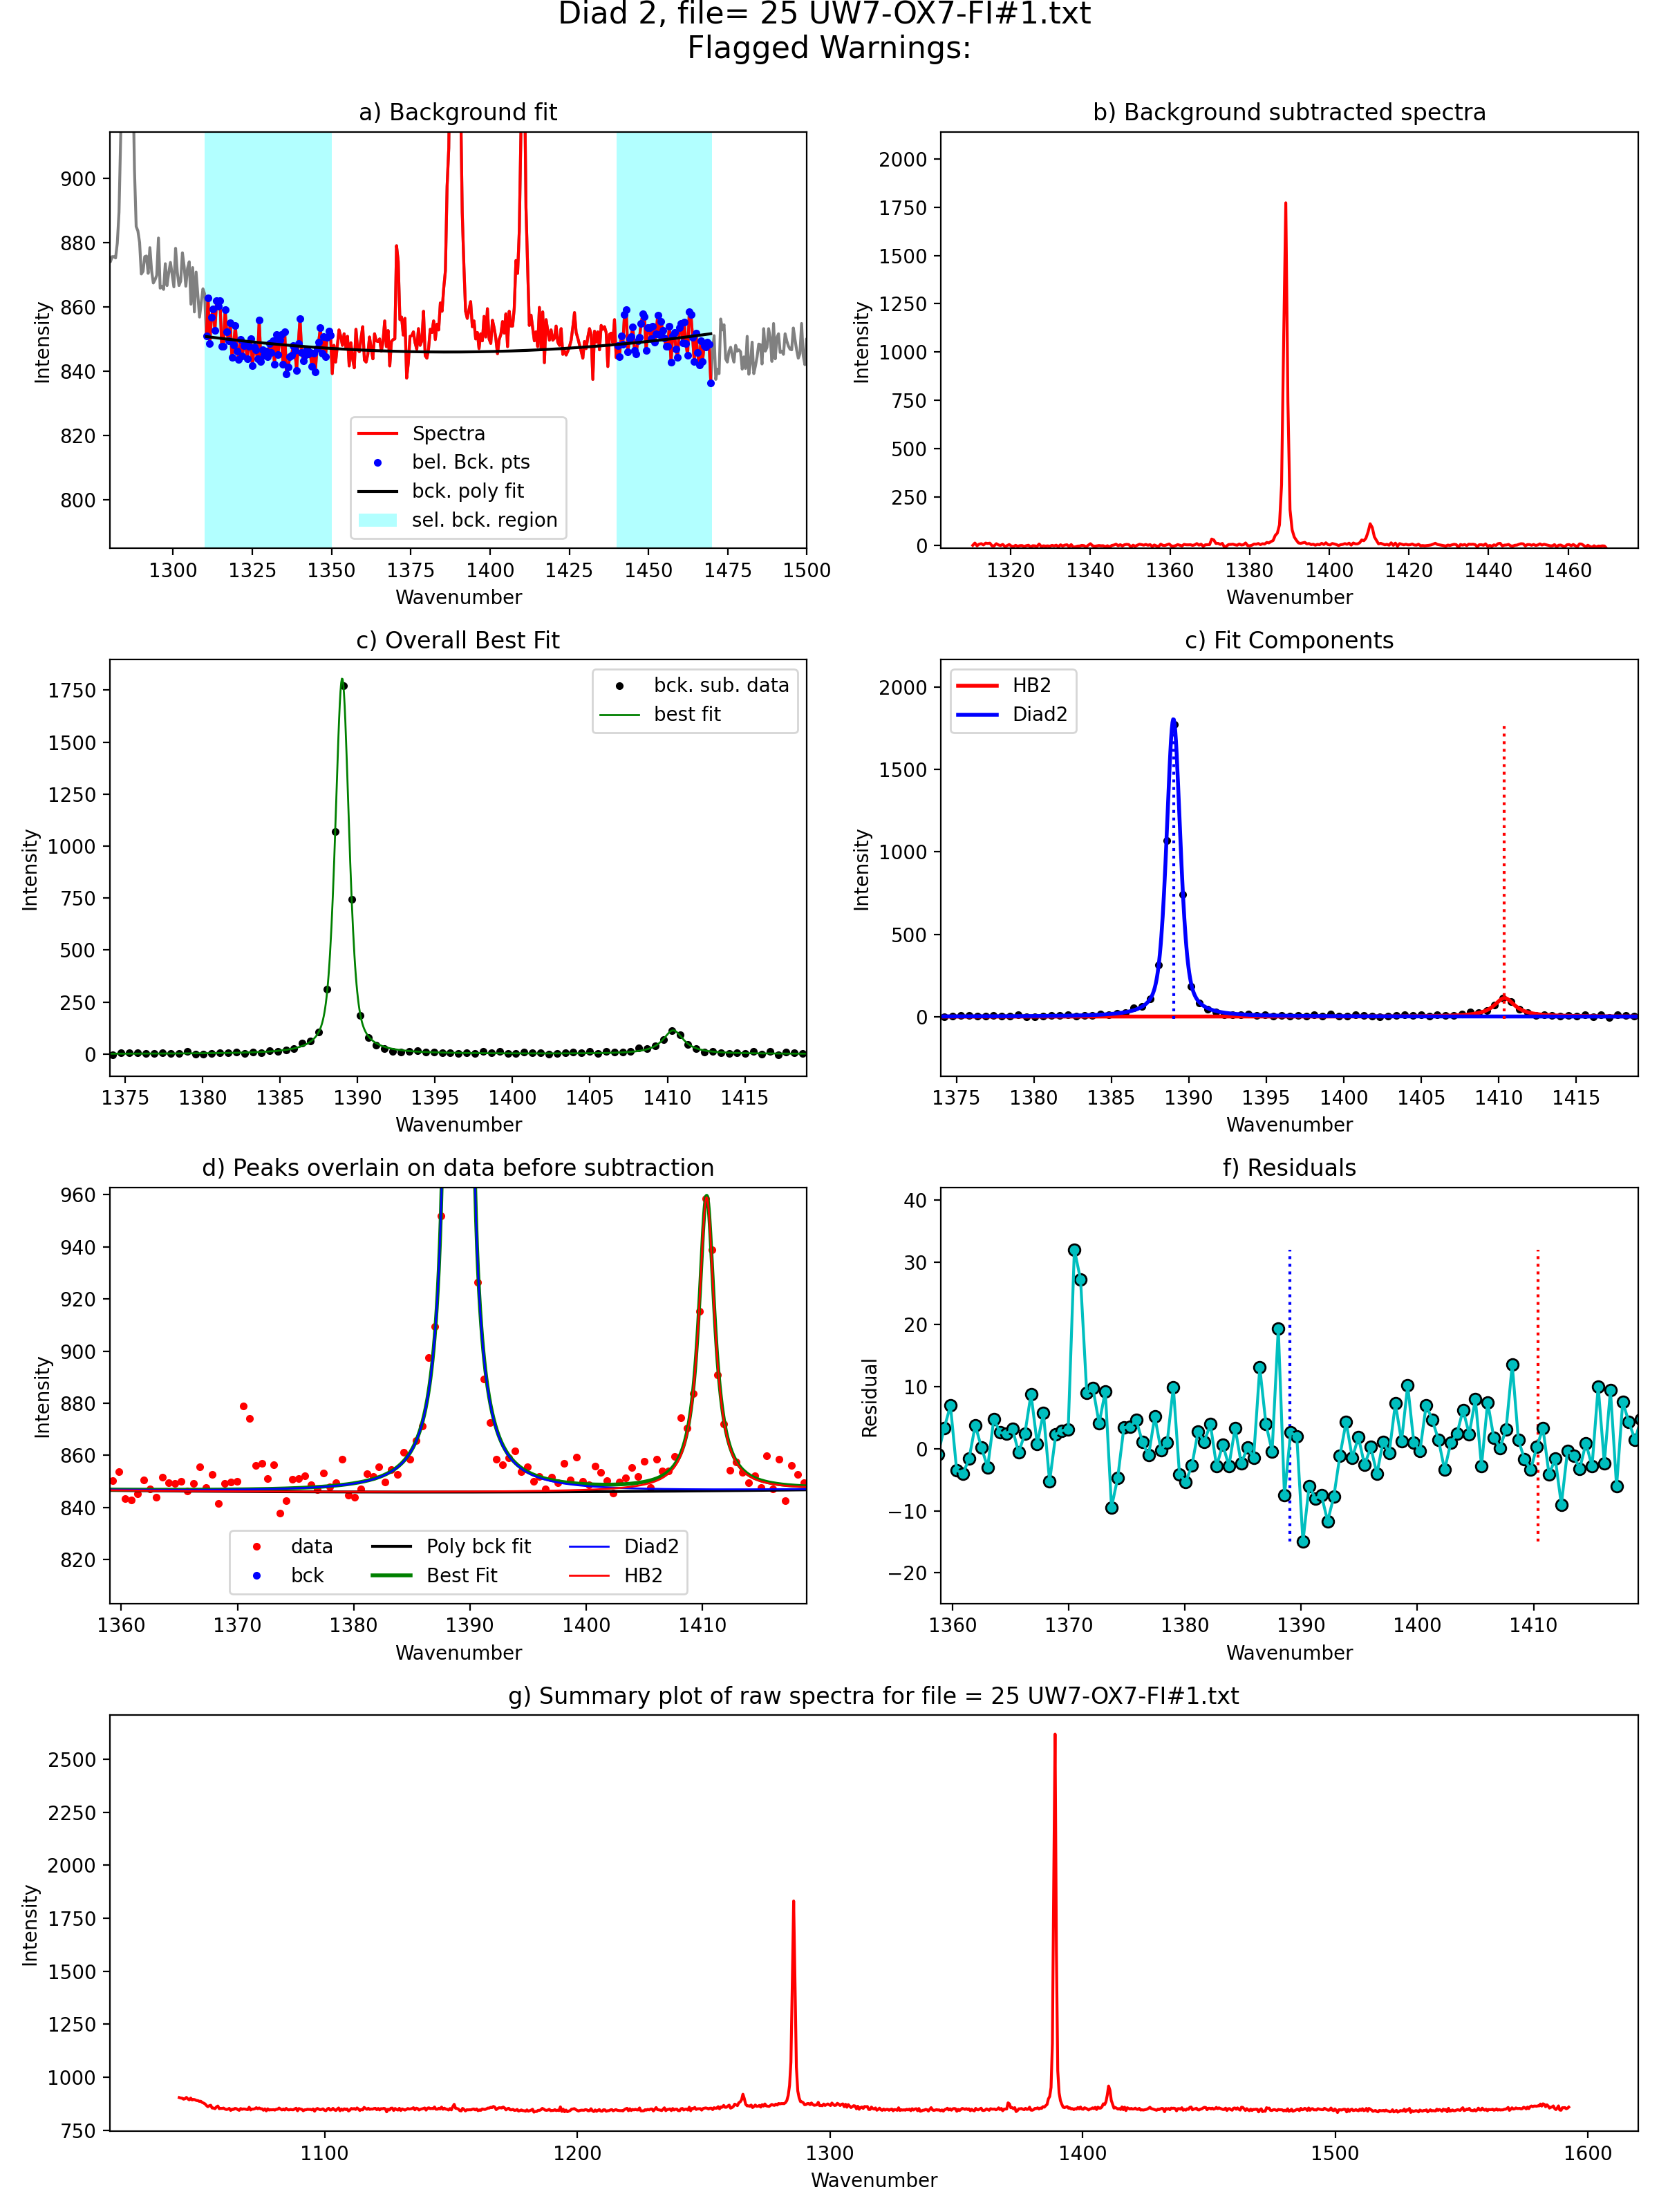 Diad 2, file= 25 UW7-OX7-FI#1.txt
Flagged Warnings:
a) Background fit
900
880
860
840
820
800
Intensity
Spectra
bel. Bck. pts
bck. poly fit
sel. bck. region
1300 1325 1350 1375 1400 1425 1450 1475 1500
Wavenumber
b) Background subtracted spectra
2000
1750
1500
1250
1000
750
500
250
0
Intensity
1320 1340 1360 1380 1400 1420 1440 1460
Wavenumber
c) Overall Best Fit
1750
1500
1250
1000
750
500
250
0
Intensity
bck. sub. data
best fit
1375 1380 1385 1390 1395 1400 1405 1410 1415
Wavenumber
c) Fit Components
2000
1500
1000
500
0
Intensity
HB2
Diad2
1375 1380 1385 1390 1395 1400 1405 1410 1415
Wavenumber
d) Peaks overlain on data before subtraction
960
940
920
900
880
860
840
820
Intensity
data Poly bck fit Diad2
bck Best Fit HB2
1360 1370 1380 1390 1400 1410
Wavenumber
f) Residuals
40
30
20
10
0
−10
−20
Residual
1360 1370 1380 1390 1400 1410
Wavenumber
g) Summary plot of raw spectra for file = 25 UW7-OX7-FI#1.txt
2500
2250
2000
1750
1500
1250
1000
750
Intensity
1100 1200 1300 1400 1500 1600
Wavenumber